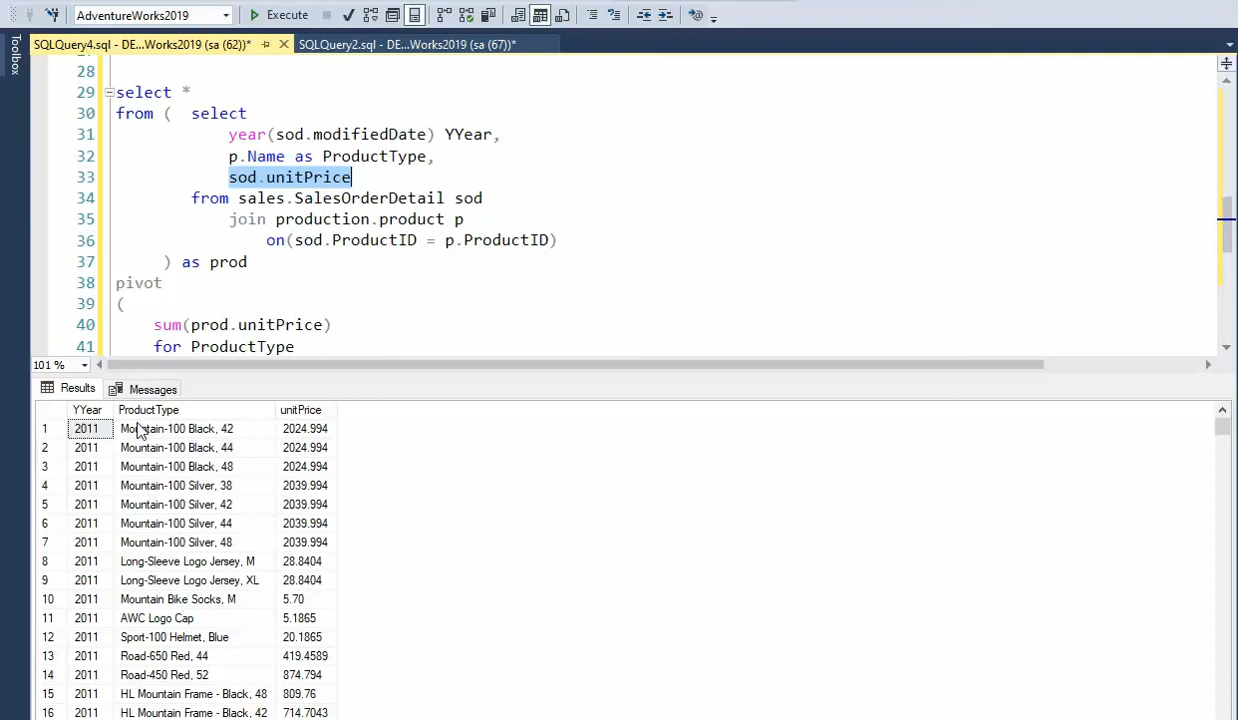 AdventureWorks2019 Execute
Toolbox
SQLQuery4.sql - DE...Works2019 (sa (62))* SQLQuery2.sql - DE...Works2019 (sa (67))*
28
29 select *
30 from ( select
31 year(sod.modifiedDate) YYear,
32 p.Name as ProductType,
33 sod.unitPrice
34 from sales.SalesOrderDetail sod
35 join production.product p
36 on(sod.ProductID = p.ProductID)
37 ) as prod
38 pivot
39 (
40 sum(prod.unitPrice)
41 for ProductType
101 %
Results Messages
YYear ProductType unitPrice
1 2011 Mountain-100 Black, 42 2024.994
2 2011 Mountain-100 Black, 44 2024.994
3 2011 Mountain-100 Black, 48 2024.994
4 2011 Mountain-100 Silver, 38 2039.994
5 2011 Mountain-100 Silver, 42 2039.994
6 2011 Mountain-100 Silver, 44 2039.994
7 2011 Mountain-100 Silver, 48 2039.994
8 2011 Long-Sleeve Logo Jersey, M 28.8404
9 2011 Long-Sleeve Logo Jersey, XL 28.8404
10 2011 Mountain Bike Socks, M 5.70
11 2011 AWC Logo Cap 5.1865
12 2011 Sport-100 Helmet, Blue 20.1865
13 2011 Road-650 Red, 44 419.4589
14 2011 Road-450 Red, 52 874.794
15 2011 HL Mountain Frame - Black, 48 809.76
16 2011 HL Mountain Frame - Black, 42 714.7043